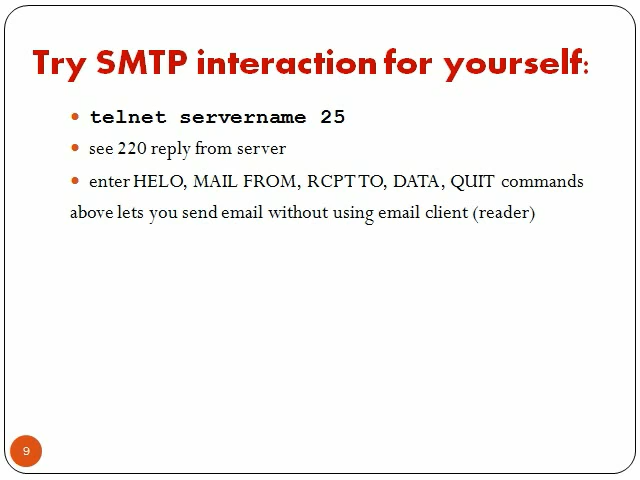 Try SMTP interaction for yourself:
• telnet servername 25
• see 220 reply from server
• enter HELO, MAIL FROM, RCPT TO, DATA, QUIT commands
above lets you send email without using email client (reader)
9